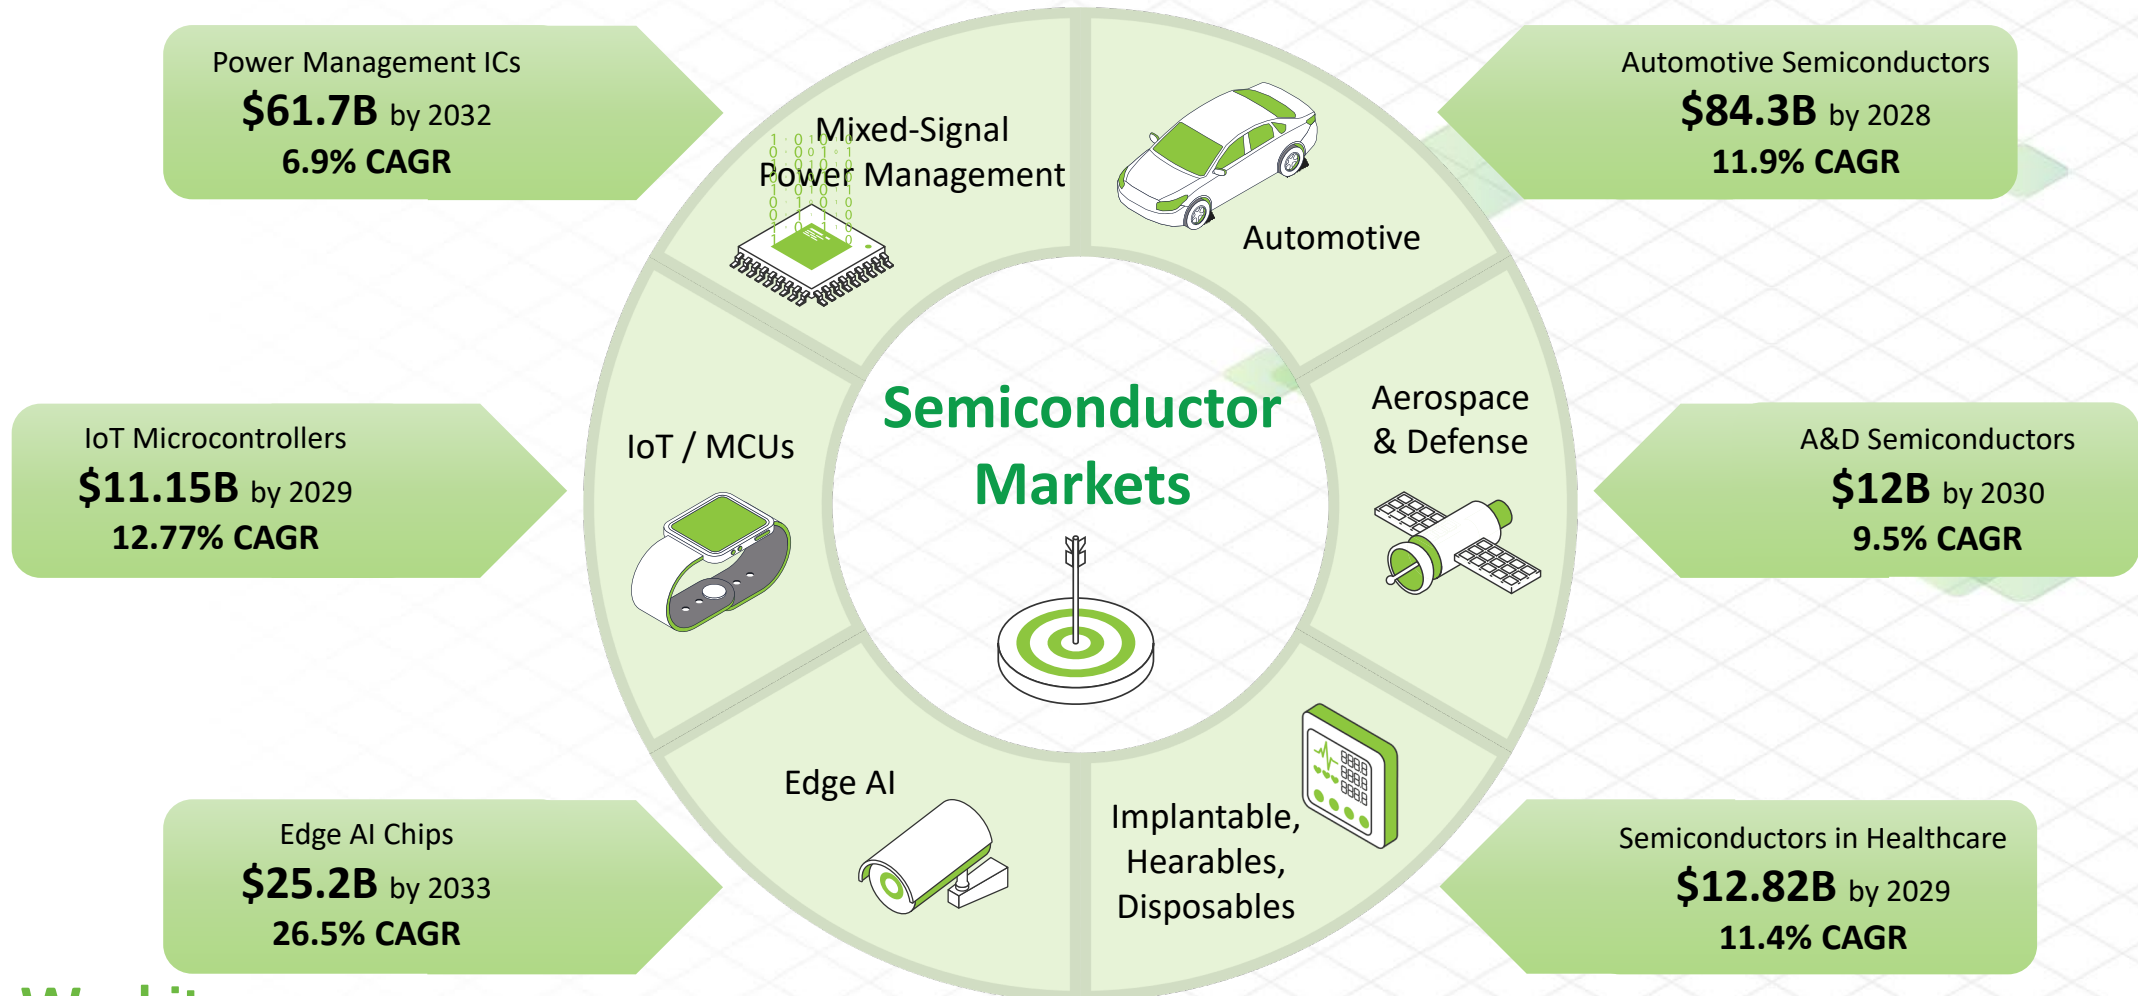 Power Management ICs
$61.7B by 2032
6.9% CAGR
Automotive Semiconductors
$84.3B by 2028
11.9% CAGR
Mixed-Signal
Power Management
Automotive
IoT Microcontrollers
$11.15B by 2029
12.77% CAGR
IoT / MCUs
Semiconductor
Markets
Aerospace
& Defense
A&D Semiconductors
$12B by 2030
9.5% CAGR
Edge AI Chips
$25.2B by 2033
26.5% CAGR
Edge AI
Implantable,
Hearables,
Disposables
Semiconductors in Healthcare
$12.82B by 2029
11.4% CAGR